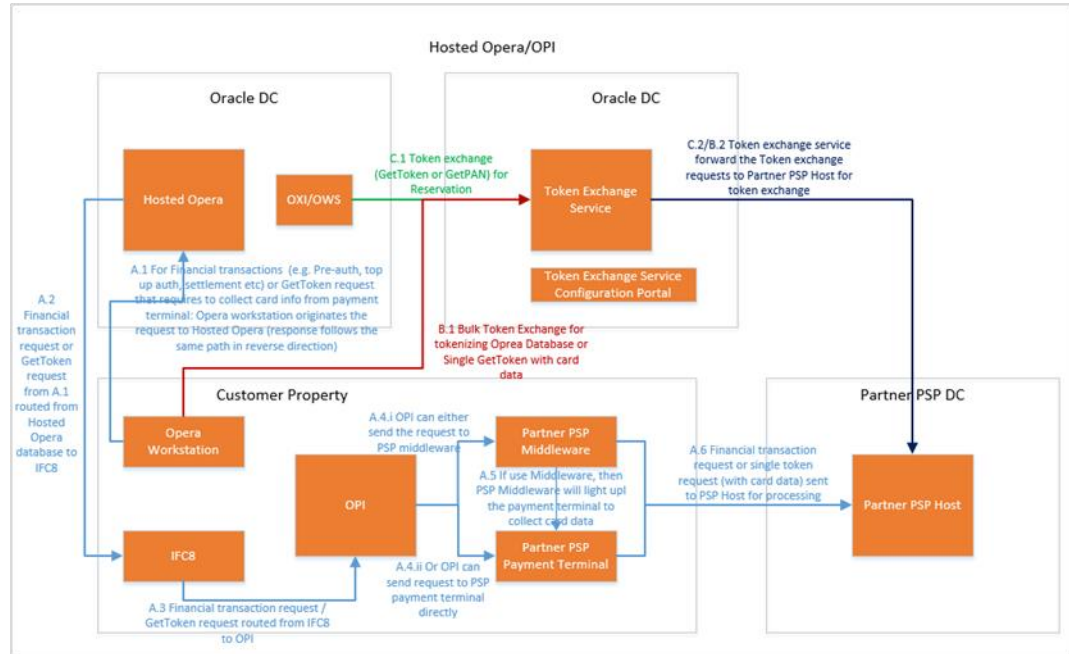 Hosted Opera/OPI
Oracle DC
Oracle DC
Hosted Opera
OXI/OWS
C.1 Token exchange
(GetToken or GetPAN) for
Reservation
Token Exchange
Service
C.2/B.2 Token exchange service
forward the Token exchange
requests to Partner PSP Host for
token exchange
Token Exchange Service
Configuration Portal
A.1 For Financial transactions (e.g. Pre-auth, top
up auth, settlement etc) or GetToken request
that requires to collect card info from payment
terminal: Opera workstation originates the
request to Hosted Opera (response follows the
same path in reverse direction)
A.2
Financial
transaction
request or
GetToken
request
from A.1
routed from
Hosted
Opera
database to
IFC8
B.1 Bulk Token Exchange for
tokenizing Oprea Database or
Single GetToken with card
data
Customer Property
Partner PSP DC
Opera
Workstation
A.4.i OPI can either
send the request to
PSP middleware
Partner PSP
Middleware
A.5 If use Middleware, then
PSP Middleware will light upl
the payment terminal to
collect card data
A.6 Financial transaction
request or single token
request (with card data) sent
to PSP Host for processing
OPI
Partner PSP Host
IFC8
Partner PSP
Payment Terminal
A.4.ii Or OPI can
send request to PSP
payment terminal
directly
A.3 Financial transaction request /
GetToken request routed from IFC8
to OPI